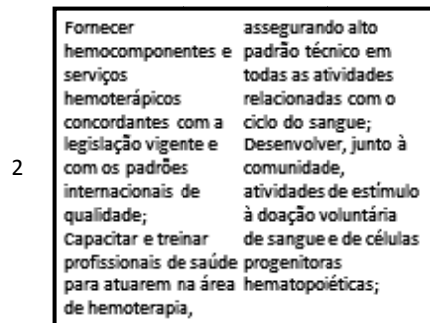 2
Fornecer
hemocomponentes e
serviços
hemoterápicos
concordantes com a
legislação vigente e
com os padrões
internacionais de
qualidade;
Capacitar e treinar
profissionais de saúde
para atuarem na área
de hemoterapia,
assegurando alto
padrão técnico em
todas as atividades
relacionadas com o
ciclo do sangue;
Desenvolver, junto à
comunidade,
atividades de estímulo
à doação voluntária
de sangue e de células
progenitoras
hematopoiéticas;